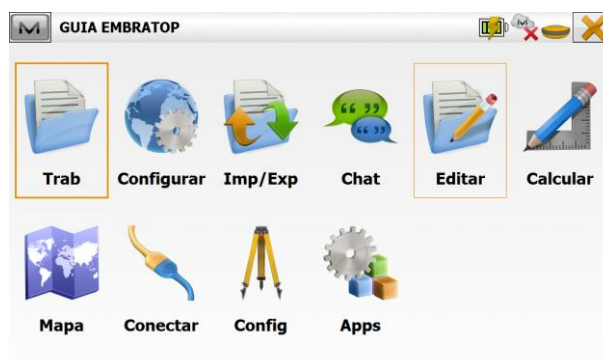 GUIA EMBRATOP
Trab Configurar Imp/Exp Chat Editar Calcular
Mapa Conectar Config Apps